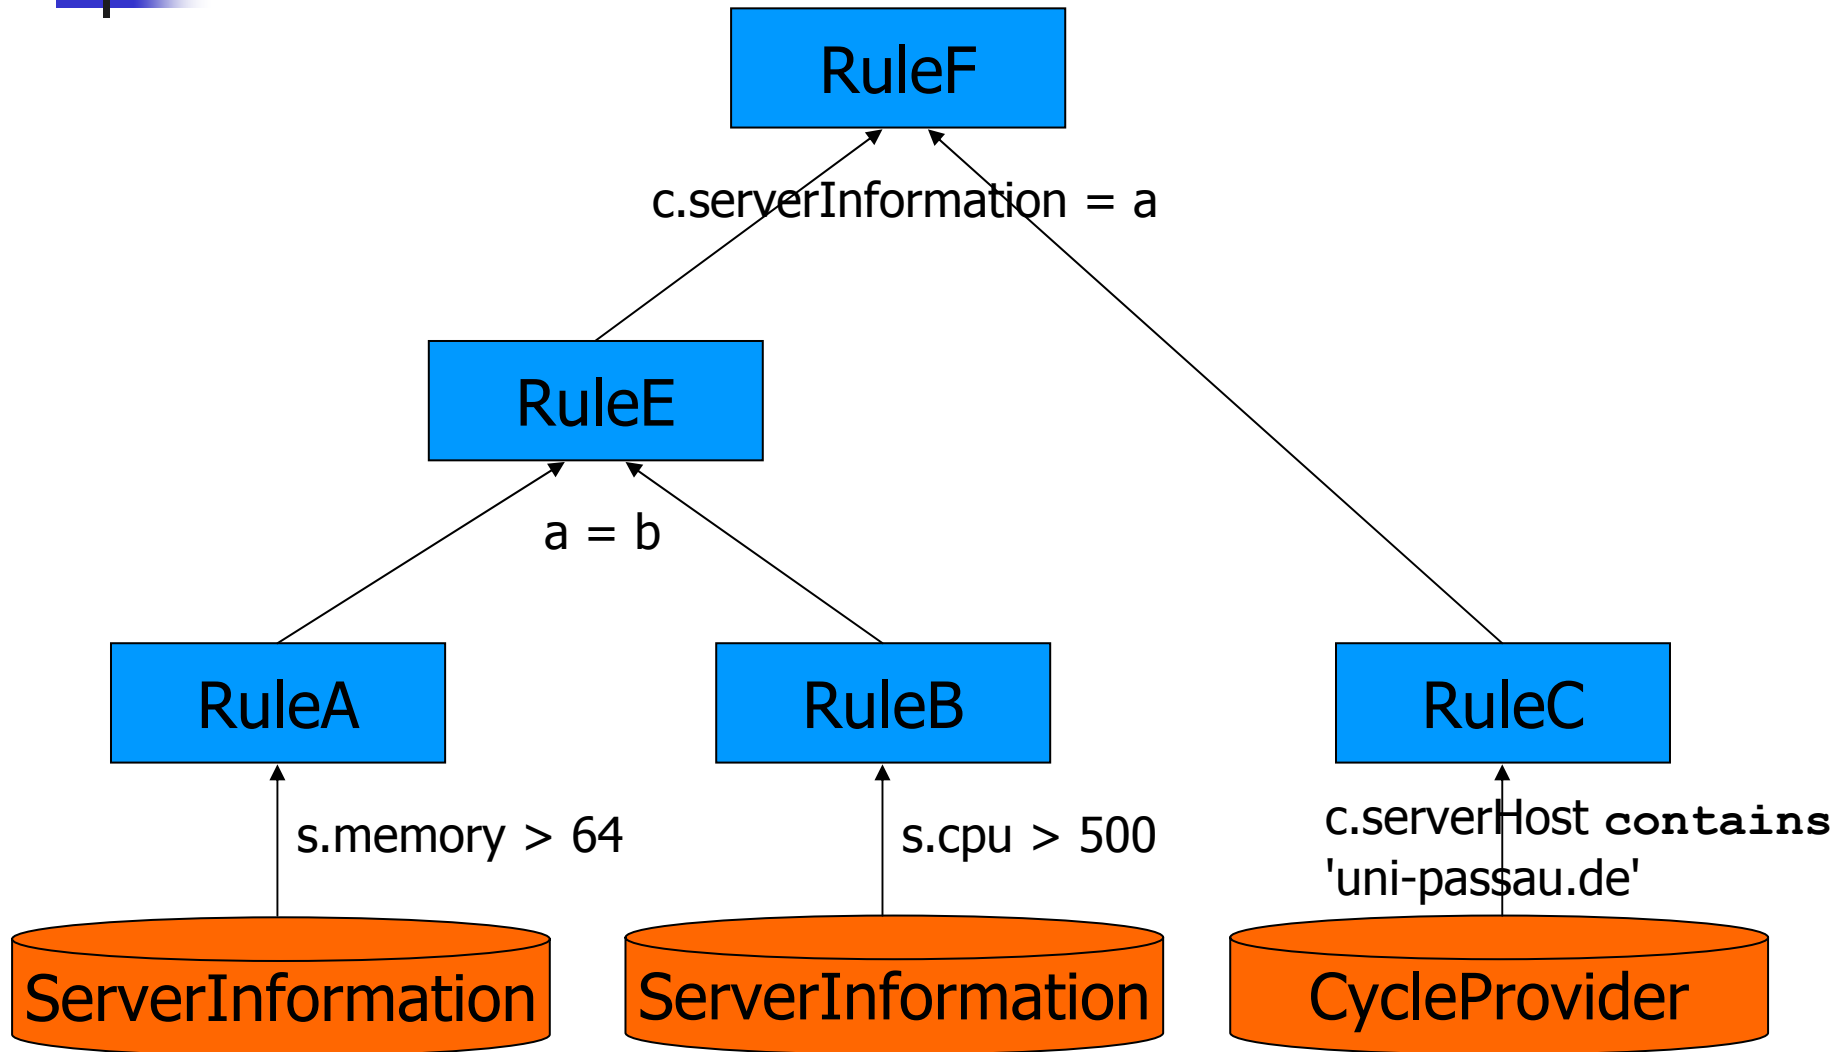 RuleF
c.serverInformation = a
RuleE
a = b
RuleA
RuleB
RuleC
s.memory > 64
s.cpu > 500
c.serverHost contains
'uni-passau.de'
ServerInformation
ServerInformation
CycleProvider